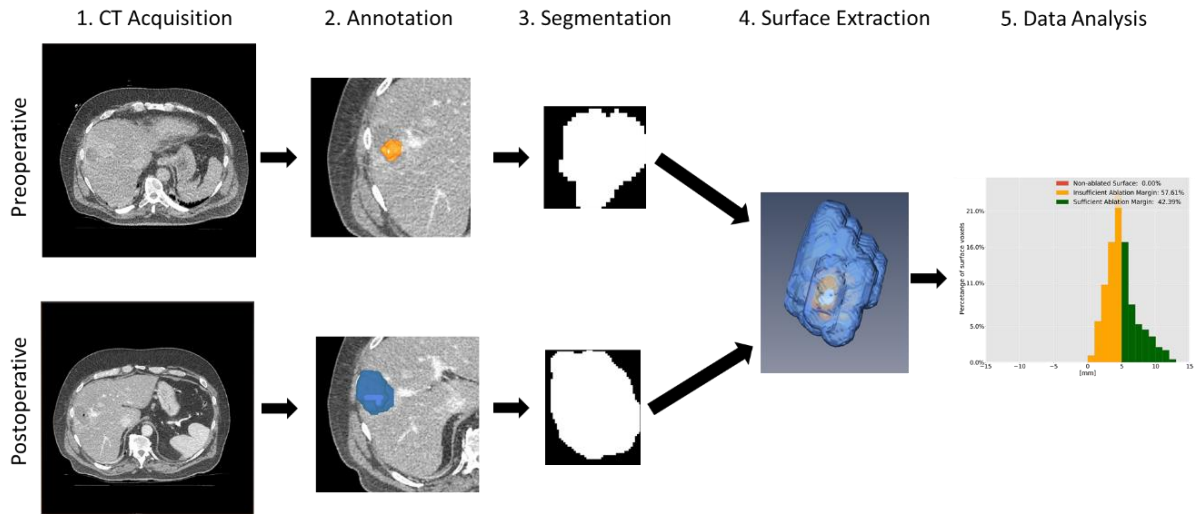 1. CT Acquisition
2. Annotation
3. Segmentation
4. Surface Extraction
5. Data Analysis
Preoperative
Postoperative
Non-ablated Surface: 0.00%
Insufficient Ablation Margin: 57.61%
Sufficient Ablation Margin: 42.39%
Percetange of surface voxels
21.0%
16.0%
11.0%
5.0%
0.0%
−15
−10
−5
0
5
10
15
[mm]